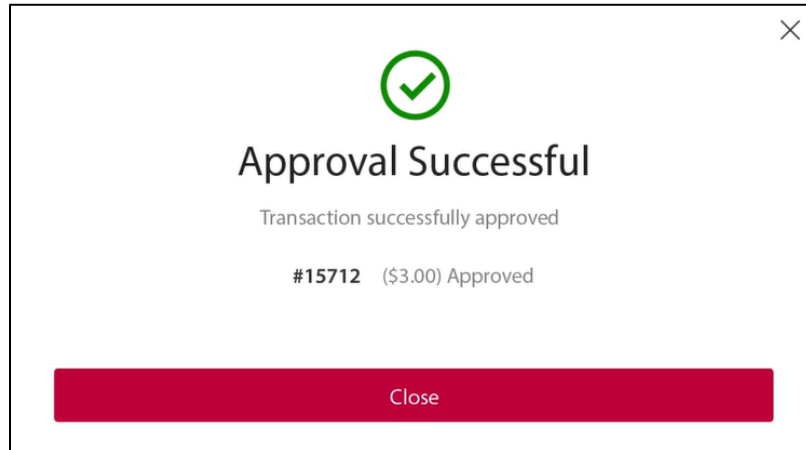 Approval Successful
Transaction successfully approved
#15712 ($3.00) Approved
Close